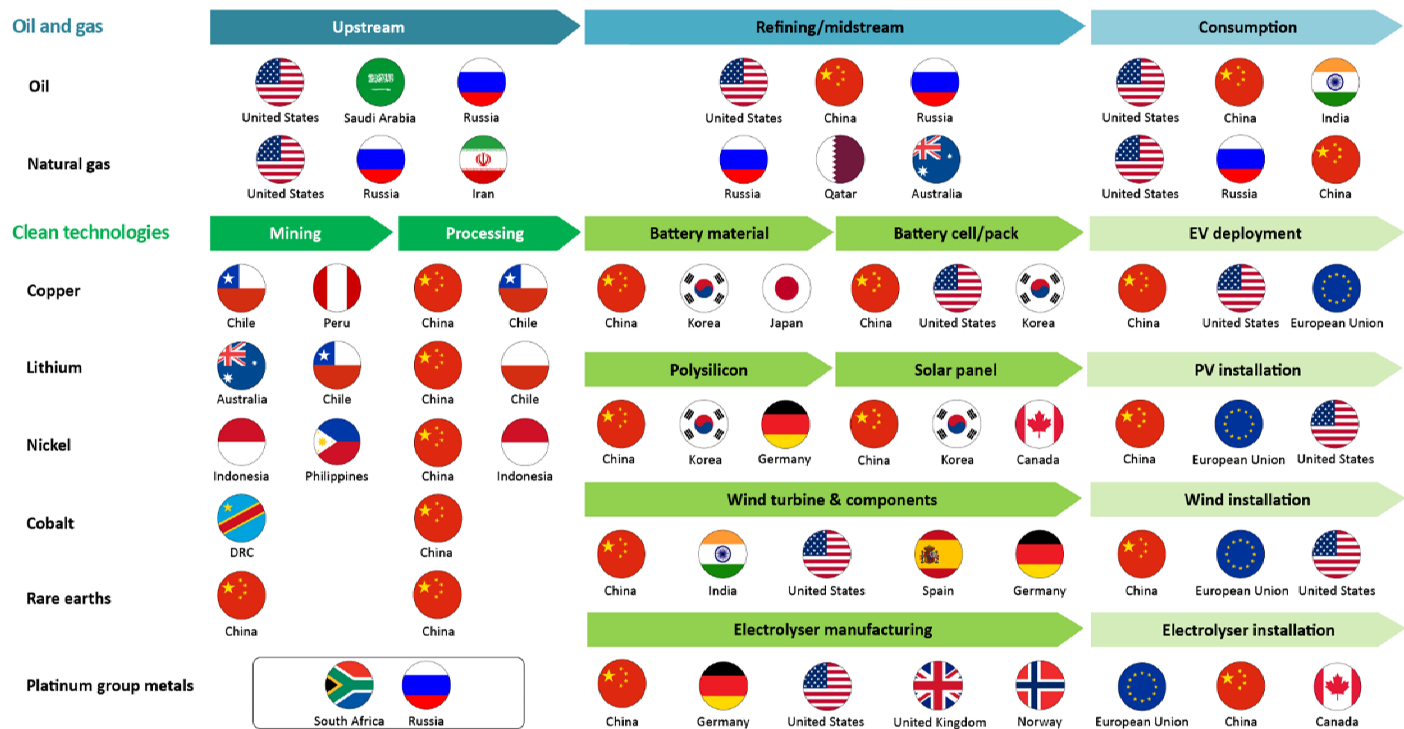 Oil and gas
Upstream
Refining/midstream
Consumption
Oil
United States
Saudi Arabia
Russia
United States
China
Russia
United States
China
India
Natural gas
United States
Russia
Iran
Russia
Qatar
Australia
United States
Russia
China
Clean technologies
Mining
Processing
Battery material
Battery cell/pack
EV deployment
Copper
Chile
Peru
China
Chile
China
Korea
Japan
China
United States
Korea
China
United States
European Union
Lithium
Australia
Chile
China
Chile
Polysilicon
Solar panel
PV installation
China
Korea
Germany
China
Korea
Canada
China
European Union
United States
Nickel
Indonesia
Philippines
China
Indonesia
Wind turbine & components
Wind installation
Cobalt
DRC
China
China
India
United States
Spain
Germany
China
European Union
United States
Rare earths
China
China
Electrolyser manufacturing
Electrolyser installation
Platinum group metals
South Africa
Russia
China
Germany
United States
United Kingdom
Norway
European Union
China
Canada